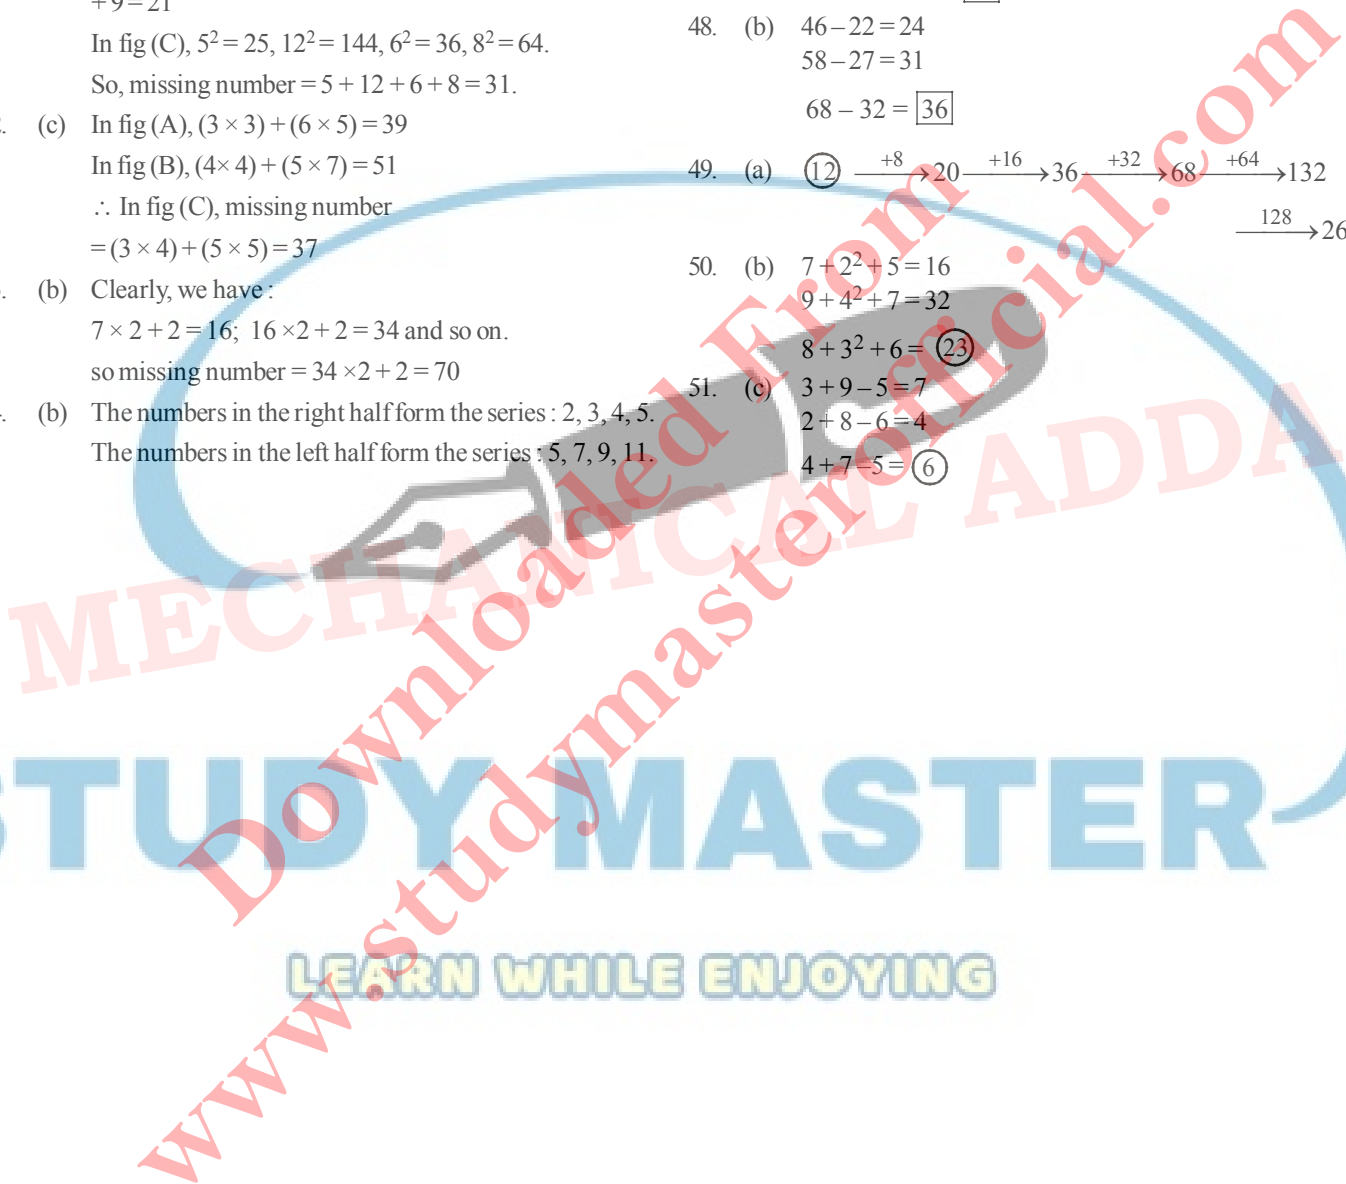 + 9 = 21
In fig (C), 5² = 25, 12² = 144, 6² = 36, 8² = 64.
So, missing number = 5 + 12 + 6 + 8 = 31.
(c) In fig (A), (3 × 3) + (6 × 5) = 39
In fig (B), (4× 4) + (5 × 7) = 51
∴ In fig (C), missing number
= (3 × 4) + (5 × 5) = 37
(b) Clearly, we have :
7 × 2 + 2 = 16; 16 ×2 + 2 = 34 and so on.
so missing number = 34 ×2 + 2 = 70
(b) The numbers in the right half form the series : 2, 3, 4, 5.
The numbers in the left half form the series : 5, 7, 9, 11.
48. (b) 46 – 22 = 24
58 – 27 = 31
68 – 32 = 36
49. (a) 12 +8→ 20 +16→ 36 +32→ 68 +64→ 132
128→ 26
50. (b) 7 + 2² + 5 = 16
9 + 4² + 7 = 32
8 + 3² + 6 = 23
51. (c) 3 + 9 – 5 = 7
2 + 8 – 6 = 4
4 + 7 – 5 = 6
MECHANICAL ADDA
Downloaded From
www.studymasterofficial.com
STUDY MASTER
LEARN WHILE ENJOYING